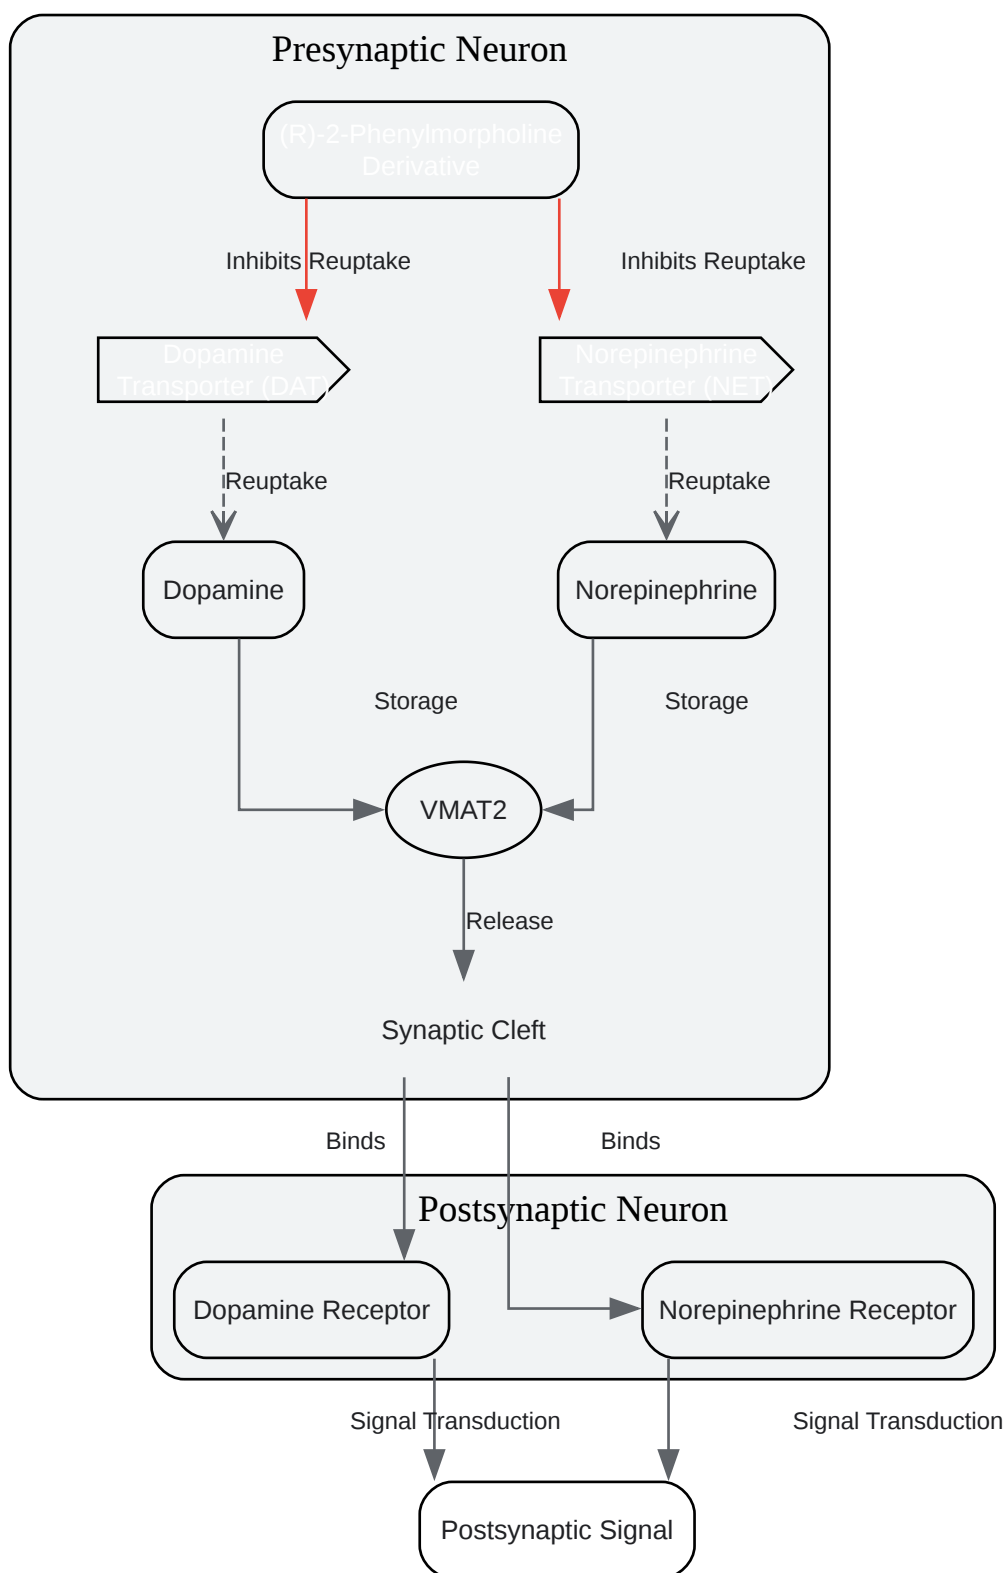 Presynaptic Neuron
(R)-2-Phenylmorpholine
Derivative
Inhibits Reuptake
Inhibits Reuptake
Dopamine
Transporter (DAT)
Norepinephrine
Transporter (NET)
Reuptake
Reuptake
Dopamine
Norepinephrine
Storage
Storage
VMAT2
Release
Synaptic Cleft
Binds
Binds
Postsynaptic Neuron
Dopamine Receptor
Norepinephrine Receptor
Signal Transduction
Signal Transduction
Postsynaptic Signal